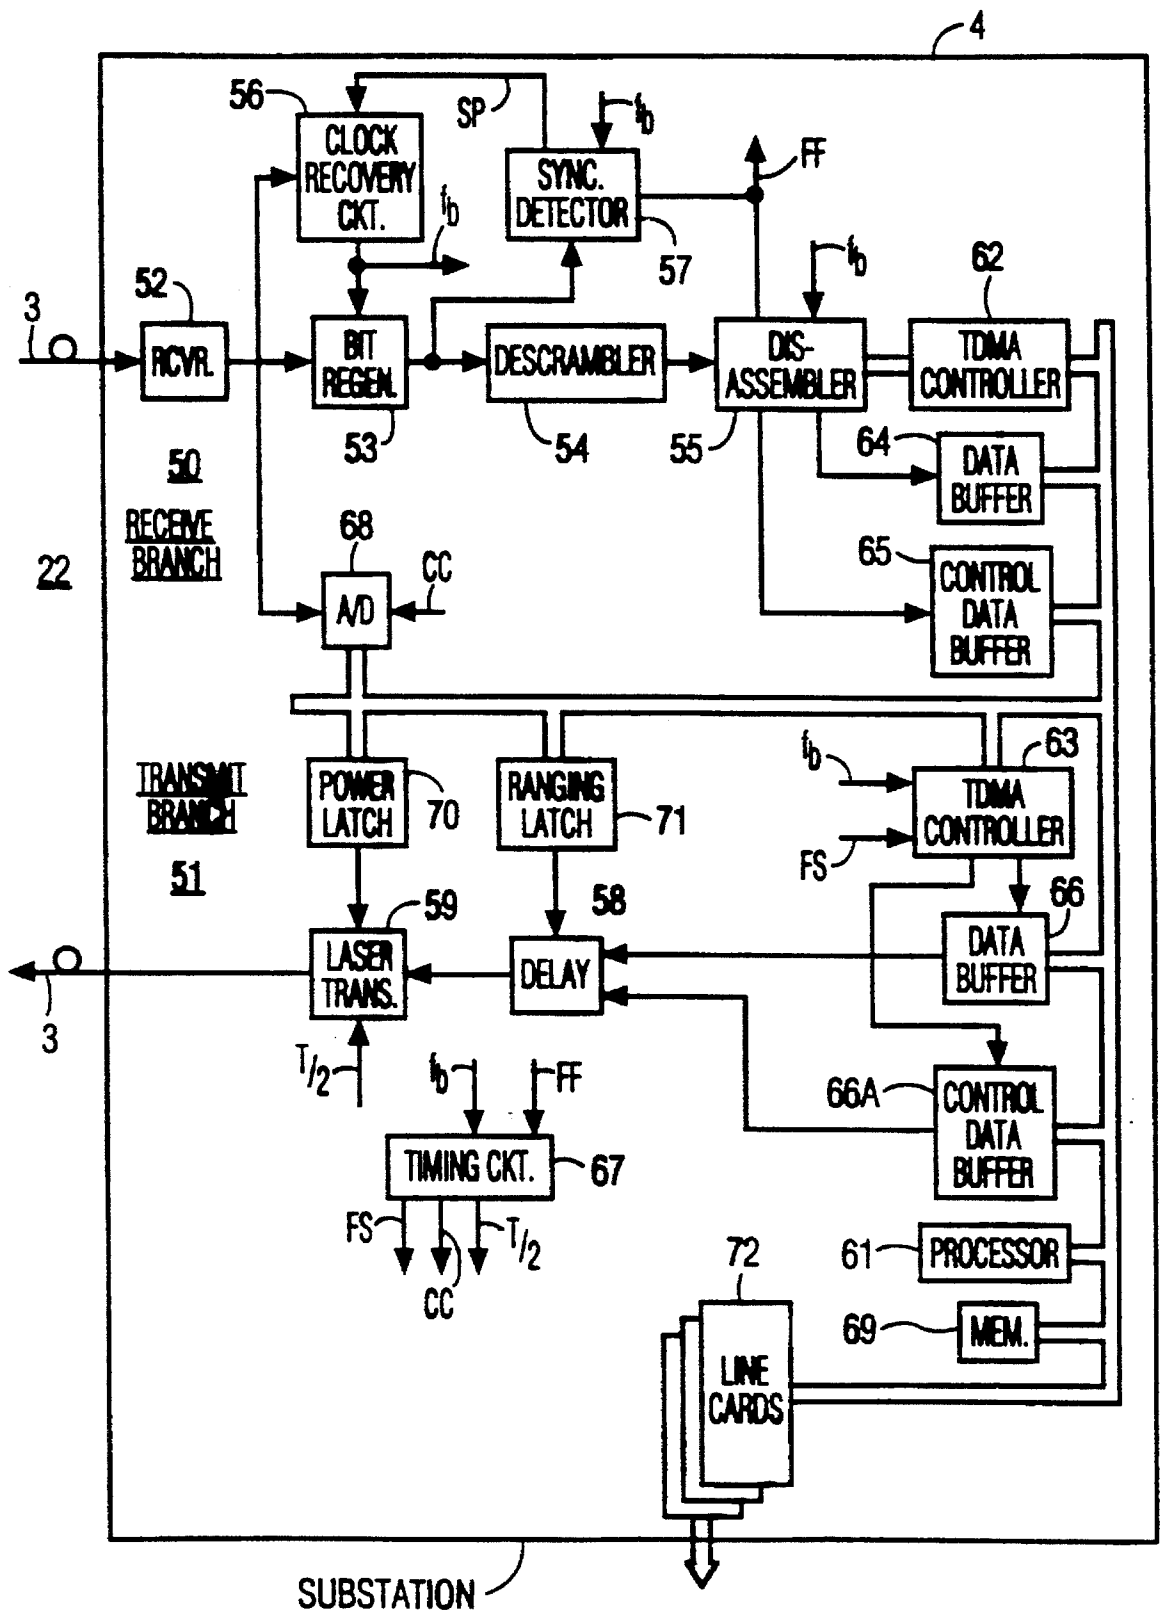 4
56
CLOCK
RECOVERY
CKT.
SP
fb
SYNC.
DETECTOR
57
FF
fb
fb
62
52
3
RCVR.
BIT
REGEN.
53
DESCRAMBLER
54
DIS-
ASSEMBLER
55
TDMA
CONTROLLER
64
DATA
BUFFER
50
RECEIVE
BRANCH
22
68
A/D
CC
65
CONTROL
DATA
BUFFER
TRANSMIT
BRANCH
51
POWER
LATCH
70
RANGING
LATCH
71
fb
FS
63
TDMA
CONTROLLER
59
LASER
TRANS.
58
DELAY
66
DATA
BUFFER
3
T/2
fb
FF
TIMING CKT.
67
FS
CC
T/2
66A
CONTROL
DATA
BUFFER
61
PROCESSOR
69
MEM.
72
LINE
CARDS
SUBSTATION